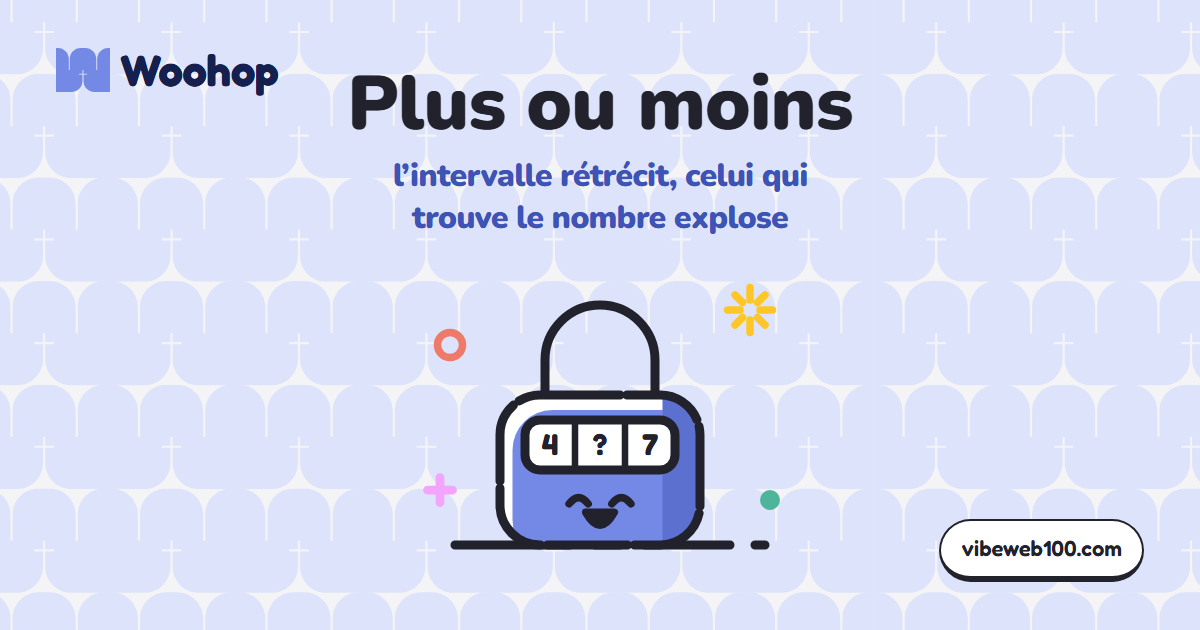 Woohop
Plus ou moins
l’intervalle rétrécit, celui qui
trouve le nombre explose
4 ? 7
vibeweb100.com